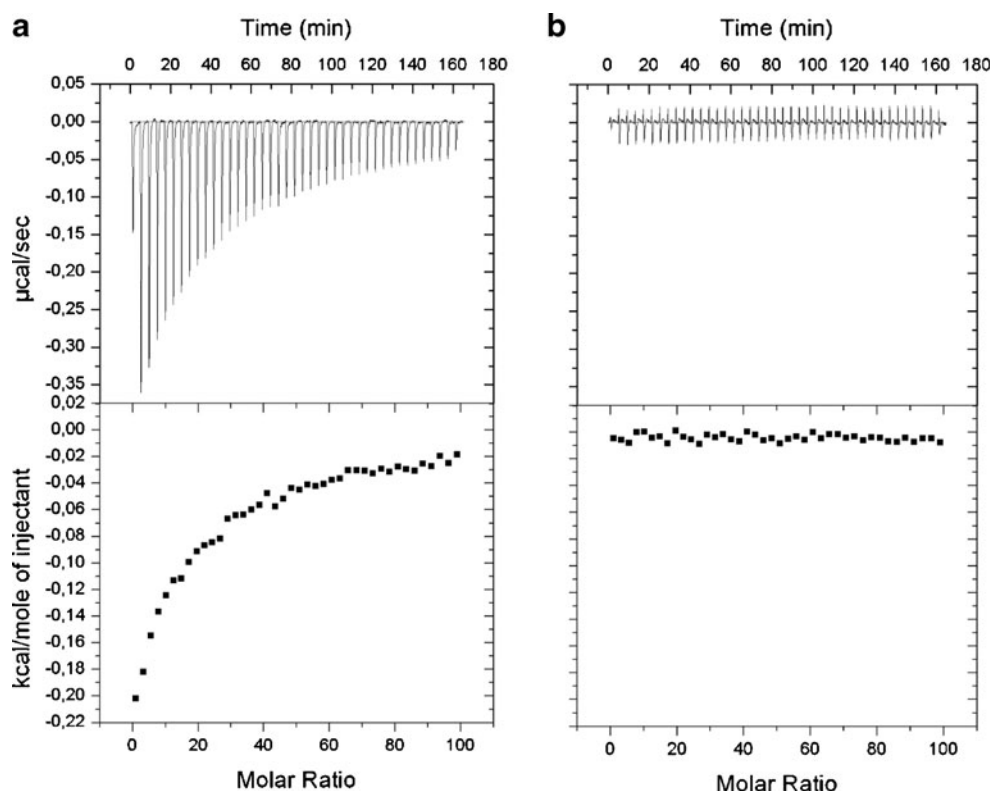 a
Time (min)
0 20 40 60 80 100 120 140 160 180
0,05
0,00
-0,05
-0,10
-0,15
-0,20
-0,25
-0,30
-0,35
µcal/sec
0,02
0,00
-0,02
-0,04
-0,06
-0,08
-0,10
-0,12
-0,14
-0,16
-0,18
-0,20
-0,22
kcal/mole of injectant
0 20 40 60 80 100
Molar Ratio
b
Time (min)
0 20 40 60 80 100 120 140 160 180
0 20 40 60 80 100
Molar Ratio